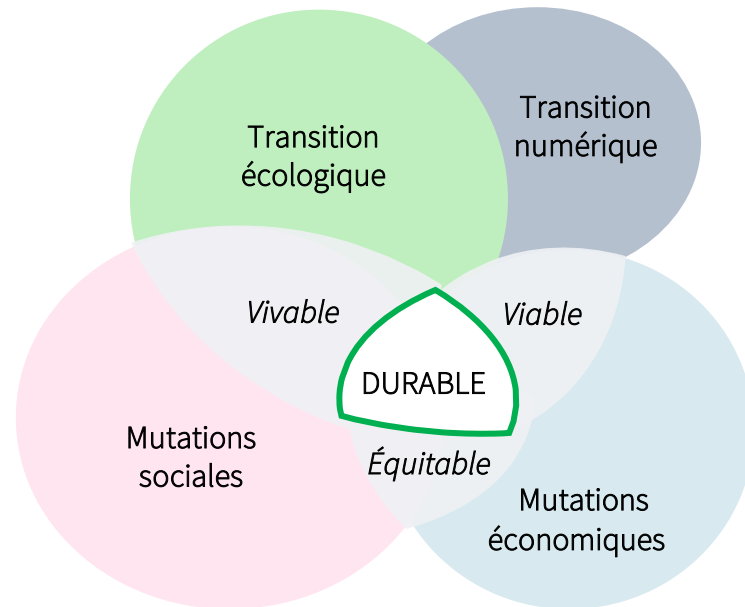 Transition
écologique
Transition
numérique
Vivable
Viable
DURABLE
Mutations
sociales
Équitable
Mutations
économiques